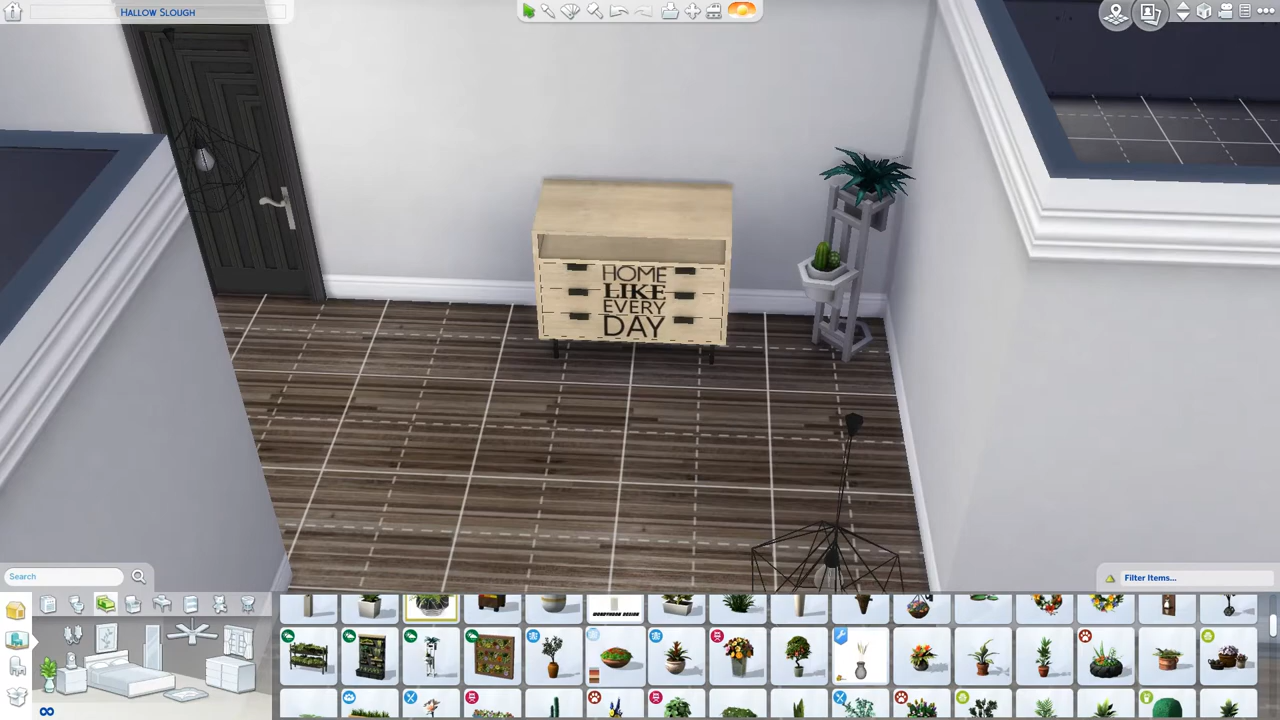 HALLOW SLOUGH
HOME
LIKE
EVERY
DAY
Search
Filter Items...